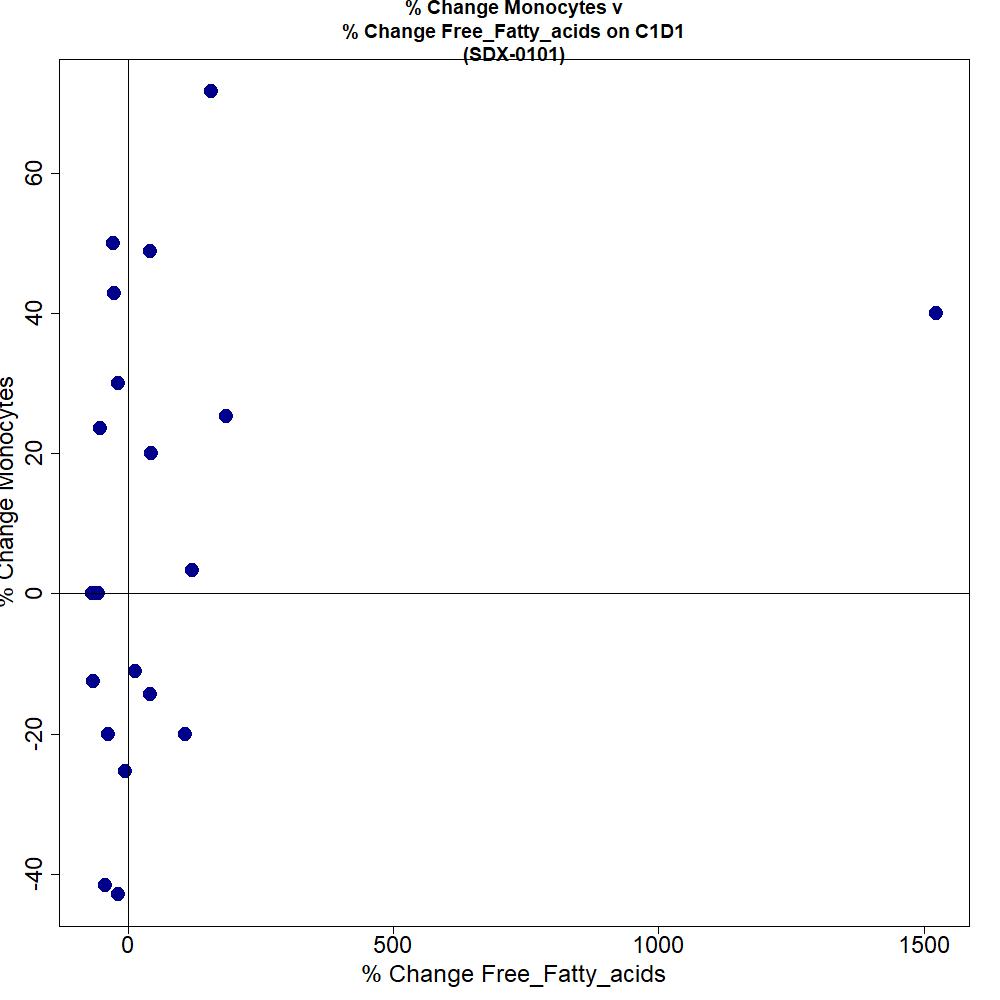 % Change Monocytes v
% Change Free_Fatty_acids on C1D1
(SDX-0101)
% Change Monocytes
60
40
20
0
-20
-40
0
500
1000
1500
% Change Free_Fatty_acids